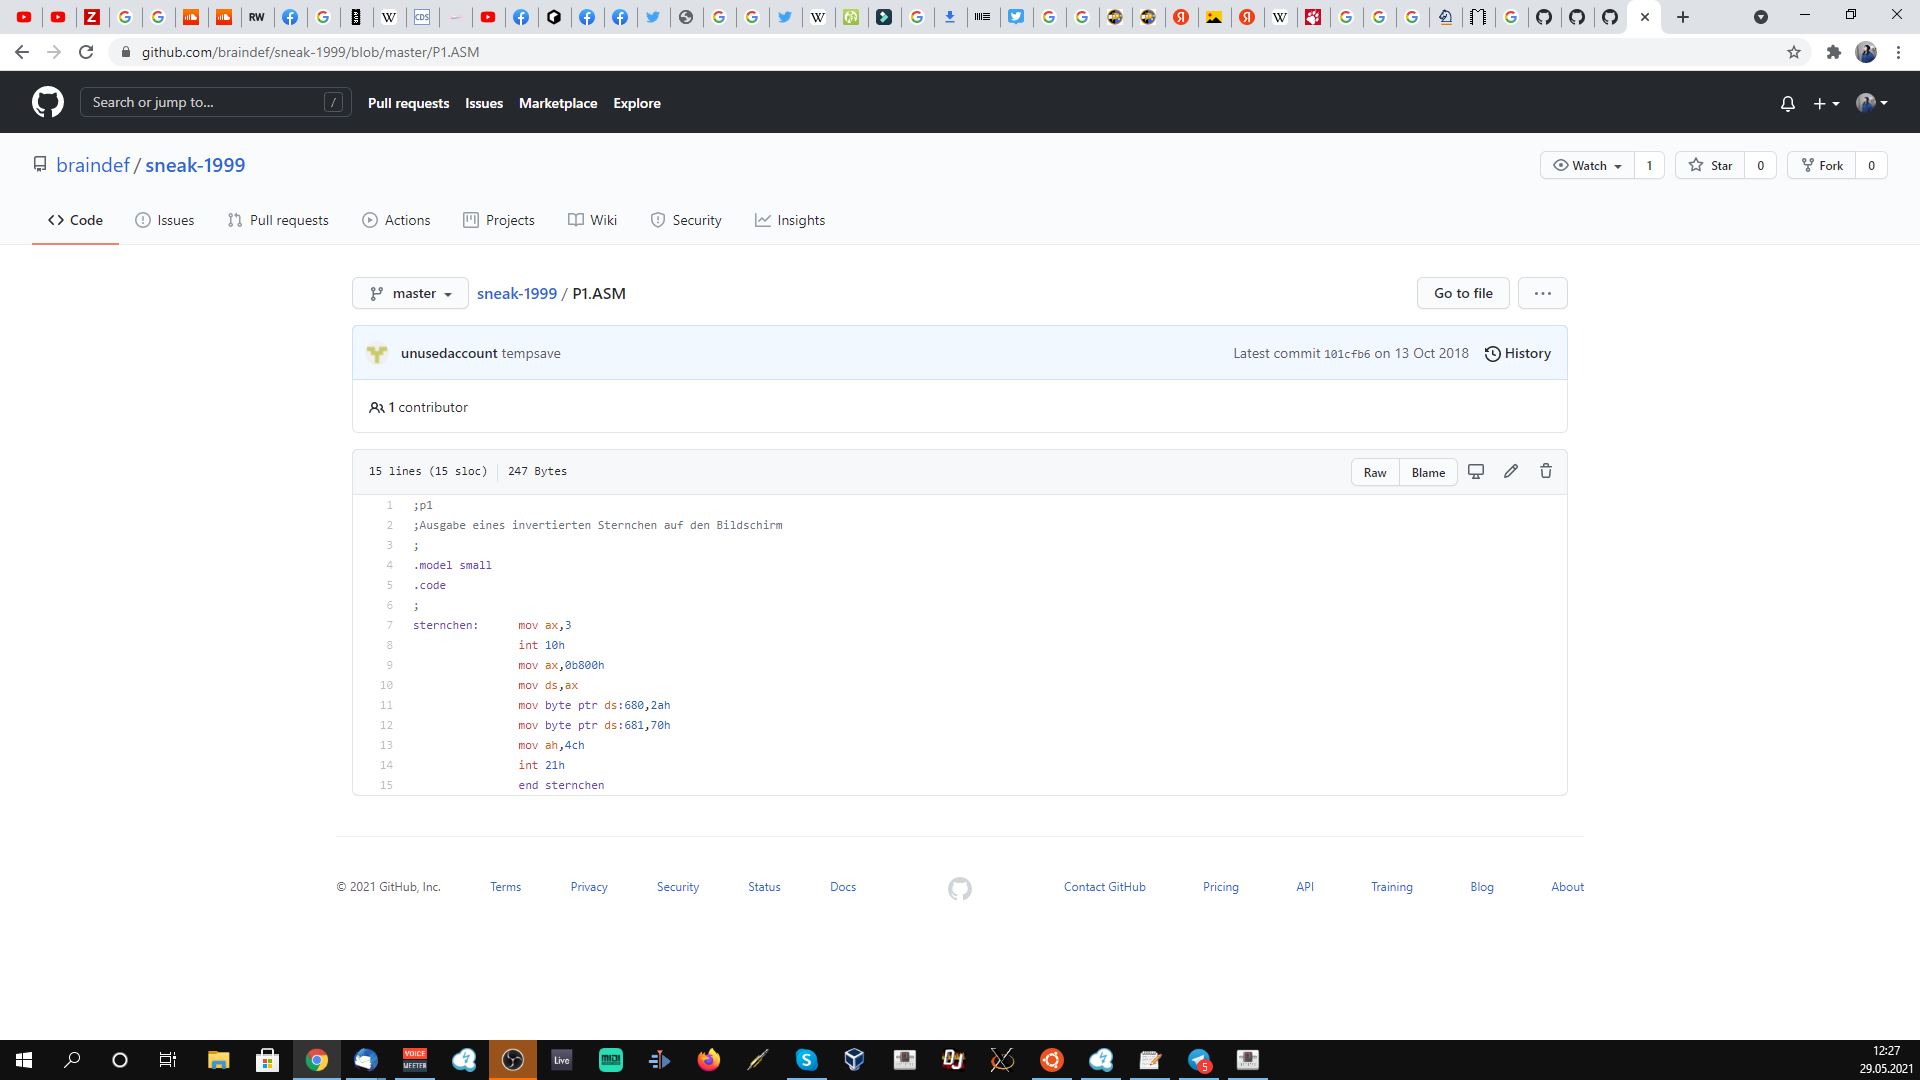 github.com/braindef/sneak-1999/blob/master/P1.ASM
Search or jump to... /
Pull requests Issues Marketplace Explore
braindef / sneak-1999
Watch 1 Star 0 Fork 0
Code Issues Pull requests Actions Projects Wiki Security Insights
master sneak-1999 / P1.ASM Go to file ...
unusedaccount tempsave Latest commit 101cfb6 on 13 Oct 2018 History
1 contributor
15 lines (15 sloc) 247 Bytes Raw Blame
1 ;p1
2 ;Ausgabe eines invertierten Sternchen auf den Bildschirm
3 ;
4 .model small
5 .code
6 ;
7 sternchen: mov ax,3
8 int 10h
9 mov ax,0b800h
10 mov ds,ax
11 mov byte ptr ds:680,2ah
12 mov byte ptr ds:681,70h
13 mov ah,4ch
14 int 21h
15 end sternchen
© 2021 GitHub, Inc. Terms Privacy Security Status Docs Contact GitHub Pricing API Training Blog About
VOICE MEETER
Live
MIDI
5
12:27
29.05.2021